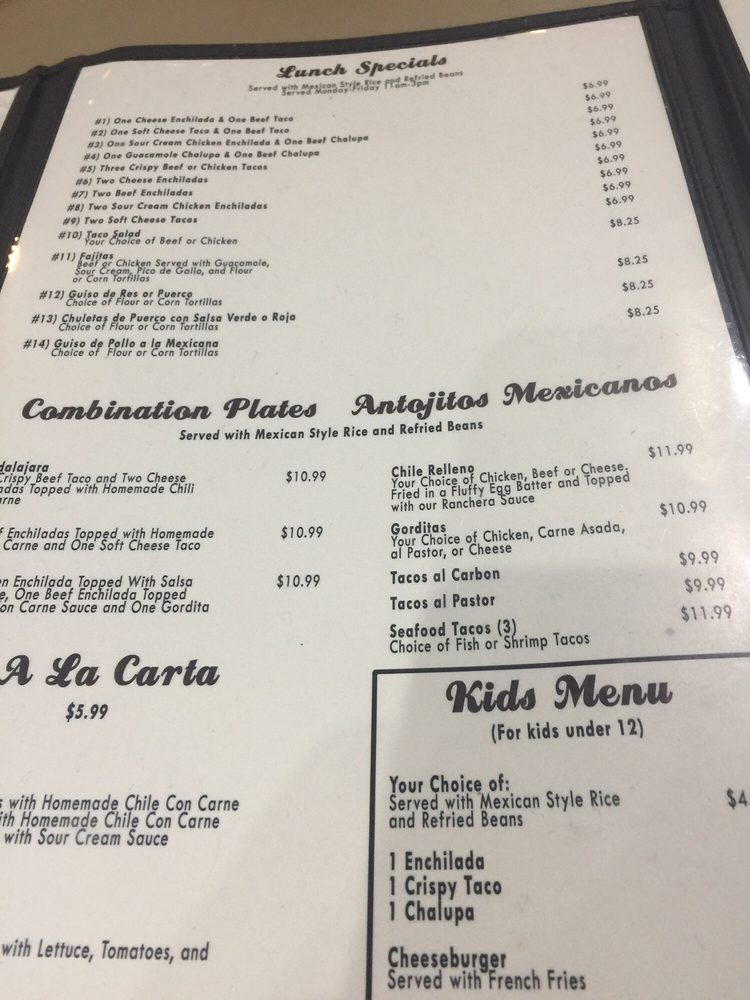 Lunch Specials
Served with Mexican Style Rice and Refried Beans
Served Monday-Friday 11am-3pm
#1) One Cheese Enchilada & One Beef Taco $6.99
#2) One Soft Cheese Taco & One Beef Taco $6.99
#3) One Sour Cream Chicken Enchilada & One Beef Chalupa $6.99
#4) One Guacamole Chalupa & One Beef Chalupa $6.99
#5) Three Crispy Beef or Chicken Tacos $6.99
#6) Two Cheese Enchiladas $6.99
#7) Two Beef Enchiladas $6.99
#8) Two Sour Cream Chicken Enchiladas $6.99
#9) Two Soft Cheese Tacos $6.99
#10) Taco Salad $6.99
Your Choice of Beef or Chicken
#11) Fajitas $8.25
Beef or Chicken Served with Guacamole,
Sour Cream, Pico de Gallo, and Flour
or Corn Tortillas
#12) Guiso de Res or Puerco $8.25
Choice of Flour or Corn Tortillas
#13) Chuletas de Puerco con Salsa Verde o Roja $8.25
Choice of Flour or Corn Tortillas
#14) Guiso de Pollo a la Mexicana $8.25
Choice of Flour or Corn Tortillas
Combination Plates Antojitos Mexicanos
Served with Mexican Style Rice and Refried Beans
dalajara
Crispy Beef Taco and Two Cheese $10.99
adas Topped with Homemade Chili
arne
f Enchiladas Topped with Homemade $10.99
Carne and One Soft Cheese Taco
en Enchilada Topped With Salsa $10.99
e, One Beef Enchilada Topped
on Carne Sauce and One Gordita
Chile Relleno $11.99
Your Choice of Chicken, Beef or Cheese.
Fried in a Fluffy Egg Batter and Topped
with our Ranchera Sauce
Gorditas $10.99
Your Choice of Chicken, Carne Asada,
al Pastor, or Cheese
Tacos al Carbon $9.99
Tacos al Pastor $9.99
Seafood Tacos (3) $11.99
Choice of Fish or Shrimp Tacos
A La Carta
$5.99
s with Homemade Chile Con Carne
ith Homemade Chile Con Carne
with Sour Cream Sauce
with Lettuce, Tomatoes, and
Kids Menu
(For kids under 12)
Your Choice of:
Served with Mexican Style Rice $4.
and Refried Beans
1 Enchilada
1 Crispy Taco
1 Chalupa
Cheeseburger
Served with French Fries